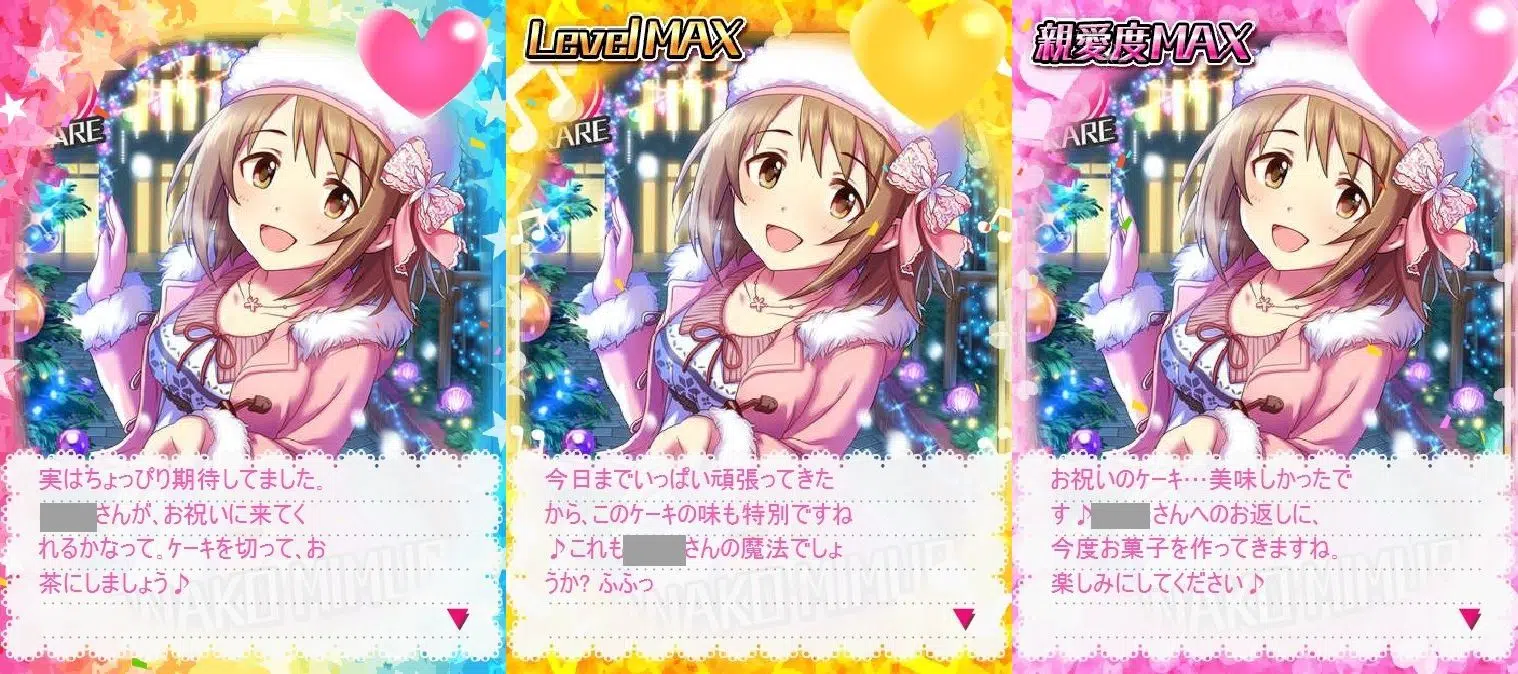 RARE
実はちょっぴり期待してました。
さんが、お祝いに来てく
れるかなって。ケーキを切って、お
茶にしましょう♪
Level MAX
RARE
今日までいっぱい頑張ってきた
から、このケーキの味も特別ですね
♪これもさんの魔法でしょ
うか? ふふっ
親愛度MAX
RARE
お祝いのケーキ…美味しかったで
す♪さんへのお返しに、
今度お菓子を作ってきますね。
楽しみにしてください♪